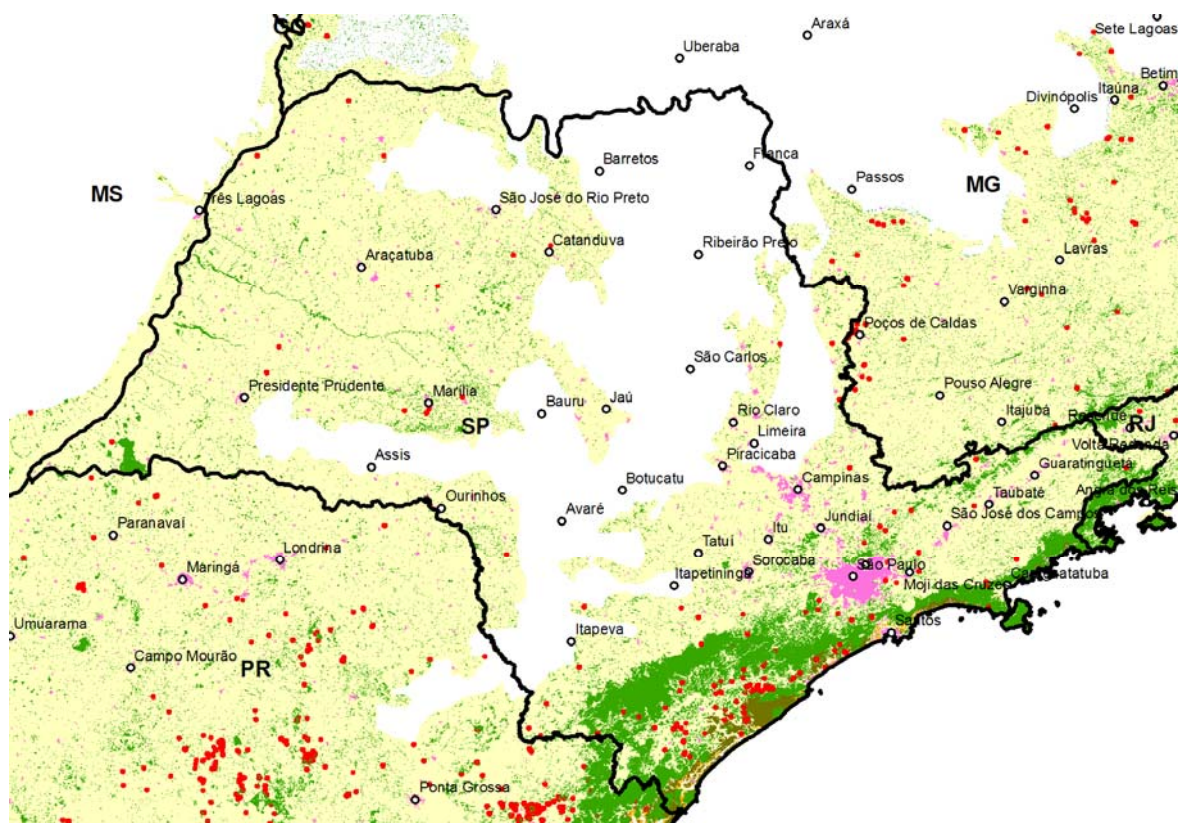 GO
Araxá
Sete Lagoas
Uberaba
Betim
Itaúna
Divinópolis
Barretos
Franca
Passos
MG
MS
Três Lagoas
São José do Rio Preto
Catanduva
Ribeirão Preto
Lavras
Araçatuba
Varginha
Poços de Caldas
São Carlos
Presidente Prudente
Marília
Pouso Alegre
Bauru
Jaú
SP
Rio Claro
Itajubá
Resende
RJ
Limeira
Volta Redonda
Piracicaba
Assis
Guaratinguetá
Botucatu
Campinas
Angra dos Reis
Ourinhos
Taubaté
Avaré
Jundiaí
São José dos Campos
Paranavaí
Itu
Tatuí
Londrina
Sorocaba
São Paulo
Maringá
Itapetininga
Caraguatatuba
Moji das Cruzes
Santos
Umuarama
Itapeva
Campo Mourão
PR
Ponta Grossa